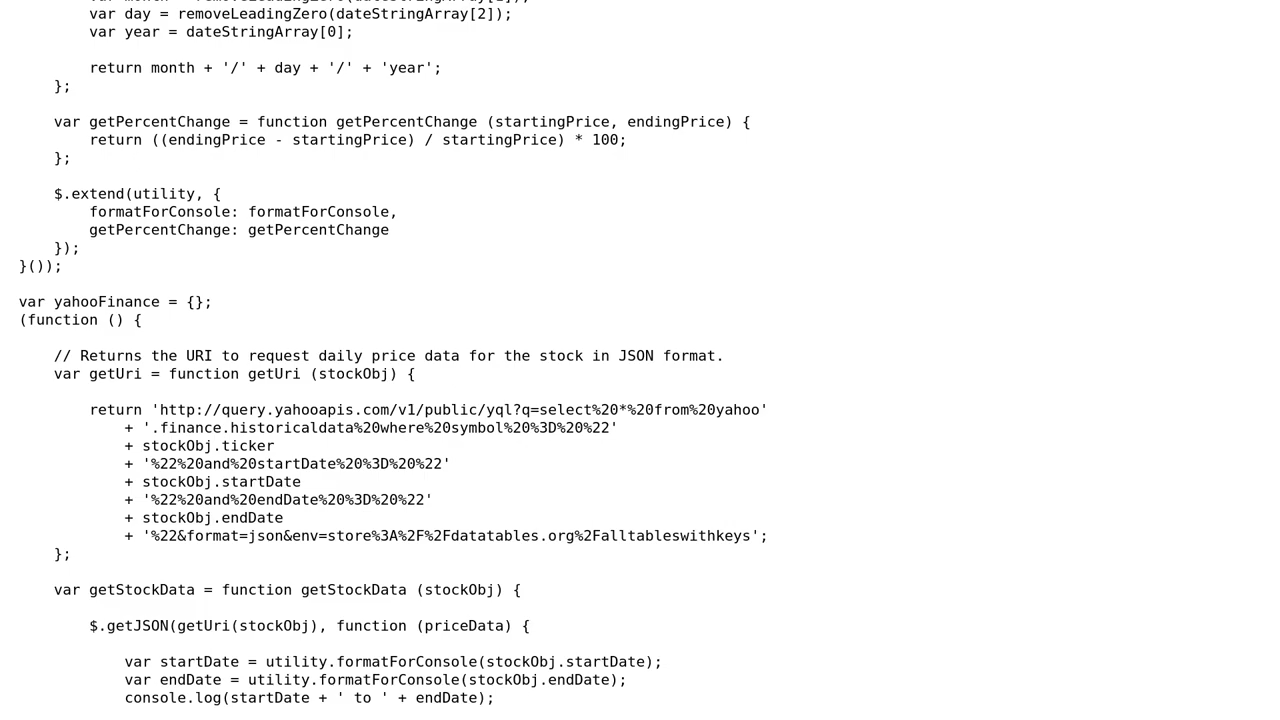 var month = removeLeadingZero(dateStringArray[1]);
var day = removeLeadingZero(dateStringArray[2]);
var year = dateStringArray[0];
return month + '/' + day + '/' + 'year';
};
var getPercentChange = function getPercentChange (startingPrice, endingPrice) {
return ((endingPrice - startingPrice) / startingPrice) * 100;
};
$.extend(utility, {
formatForConsole: formatForConsole,
getPercentChange: getPercentChange
});
}());
var yahooFinance = {};
(function () {
// Returns the URI to request daily price data for the stock in JSON format.
var getUri = function getUri (stockObj) {
return 'http://query.yahooapis.com/v1/public/yql?q=select%20*%20from%20yahoo'
+ '.finance.historicaldata%20where%20symbol%20%3D%20%22'
+ stockObj.ticker
+ '%22%20and%20startDate%20%3D%20%22'
+ stockObj.startDate
+ '%22%20and%20endDate%20%3D%20%22'
+ stockObj.endDate
+ '%22&format=json&env=store%3A%2F%2Fdatatables.org%2Falltableswithkeys';
};
var getStockData = function getStockData (stockObj) {
$.getJSON(getUri(stockObj), function (priceData) {
var startDate = utility.formatForConsole(stockObj.startDate);
var endDate = utility.formatForConsole(stockObj.endDate);
console.log(startDate + ' to ' + endDate);